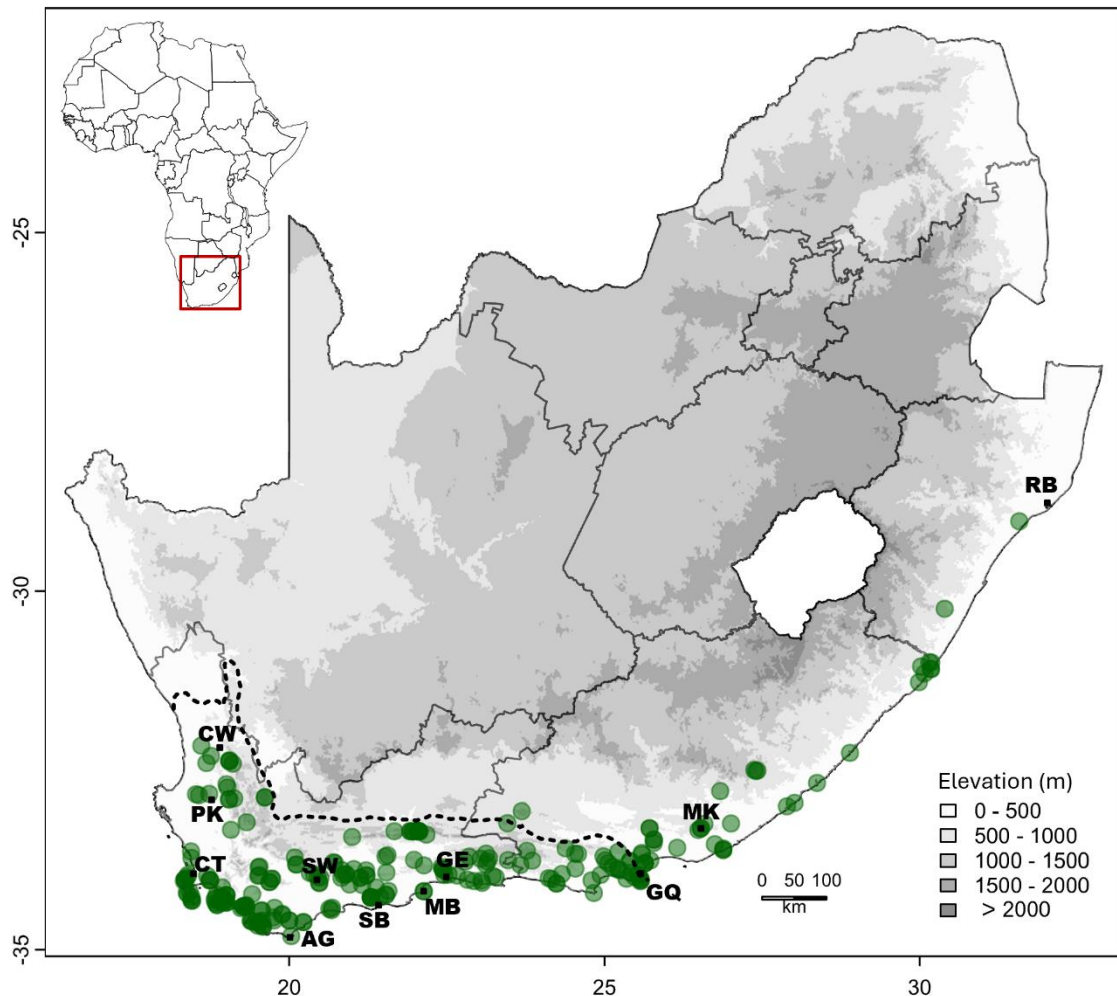 -25
-30
-35
20
25
30
RB
CW
PK
CT
SW
GE
MB
SB
AG
MK
GQ
0 50 100
km
Elevation (m)
0 - 500
500 - 1000
1000 - 1500
1500 - 2000
> 2000